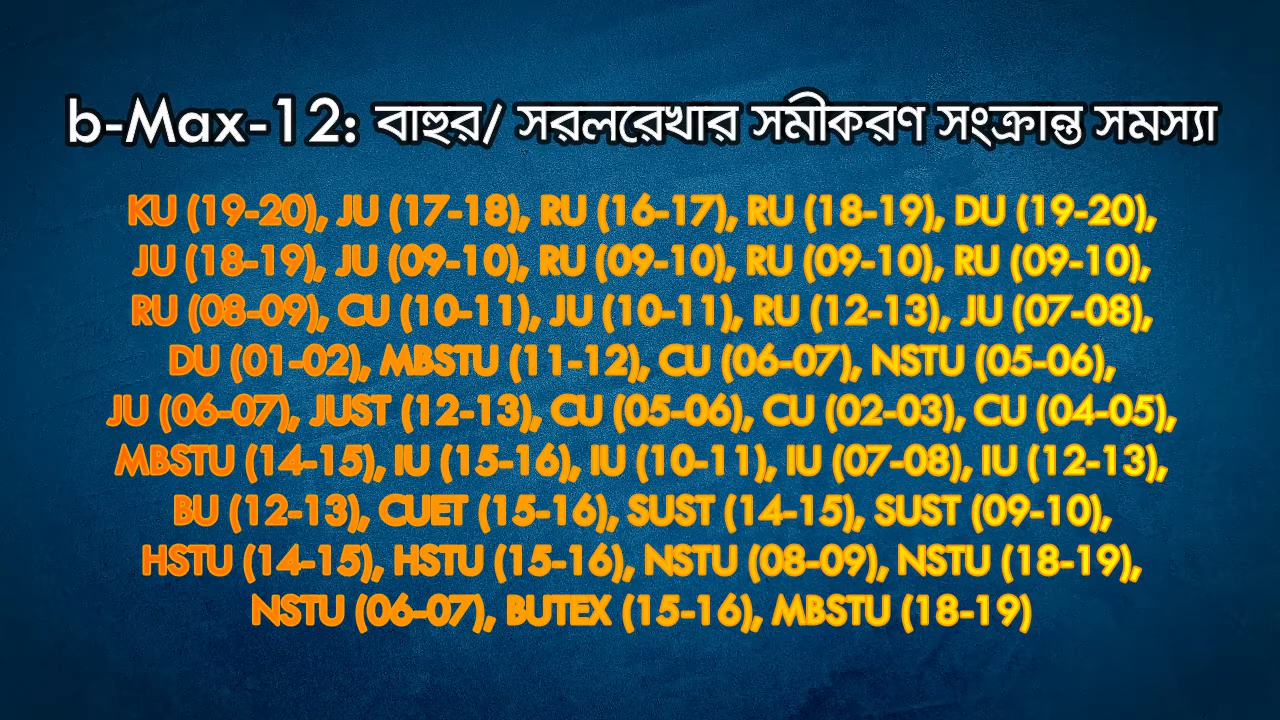 b-Max-12: বাহুর/ সরলরেখার সমীকরণ সংক্রান্ত সমস্যা
KU (19-20), JU (17-18), RU (16-17), RU (18-19), DU (19-20),
JU (18-19), JU (09-10), RU (09-10), RU (09-10), RU (09-10),
RU (08-09), CU (10-11), JU (10-11), RU (12-13), JU (07-08),
DU (01-02), MBSTU (11-12), CU (06-07), NSTU (05-06),
JU (06-07), JUST (12-13), CU (05-06), CU (02-03), CU (04-05),
MBSTU (14-15), IU (15-16), IU (10-11), IU (07-08), IU (12-13),
BU (12-13), CUET (15-16), SUST (14-15), SUST (09-10),
HSTU (14-15), HSTU (15-16), NSTU (08-09), NSTU (18-19),
NSTU (06-07), BUTEX (15-16), MBSTU (18-19)